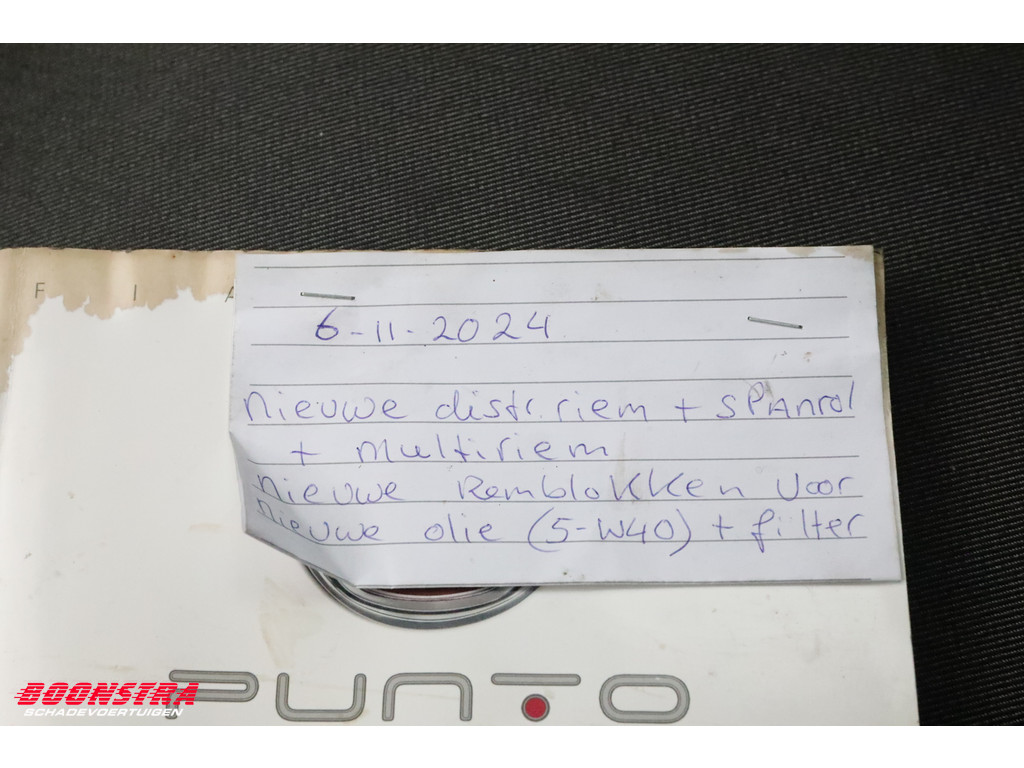 F I A
6-11-2024
nieuwe distr.riem + SPAnrol
+ multiriem
nieuwe Remblokken voor
nieuwe olie (5-W40) + filter
PUNTO
BOONSTRA
SCHADEVOERTUIGEN